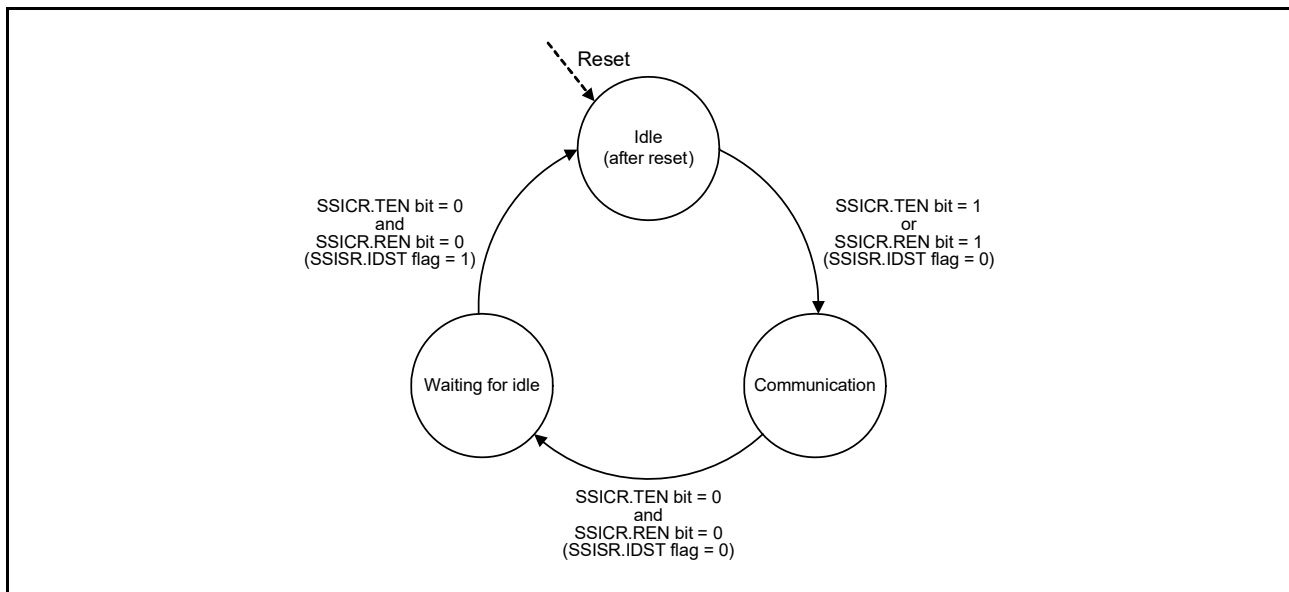 Reset
Idle
(after reset)
SSICR.TEN bit = 0
and
SSICR.REN bit = 0
(SSISR.IDST flag = 1)
SSICR.TEN bit = 1
or
SSICR.REN bit = 1
(SSISR.IDST flag = 0)
Waiting for idle
Communication
SSICR.TEN bit = 0
and
SSICR.REN bit = 0
(SSISR.IDST flag = 0)